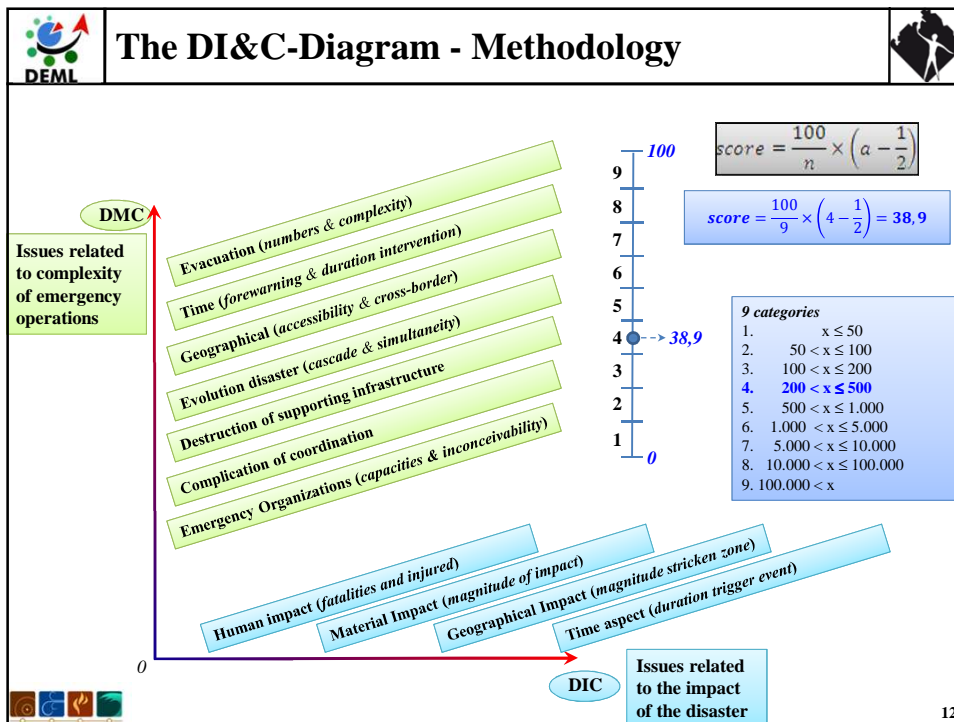 DEML
The DI&C-Diagram - Methodology
DMC
Issues related
to complexity
of emergency
operations
Evacuation (numbers & complexity)
Time (forewarning & duration intervention)
Geographical (accessibility & cross-border)
Evolution disaster (cascade & simultaneity)
Destruction of supporting infrastructure
Complication of coordination
Emergency Organizations (capacities & inconceivability)
100
9
8
7
6
5
4
38,9
3
2
1
0
score = 100/n × (a − 1/2)
score = 100/9 × (4 − 1/2) = 38,9
9 categories
1. x ≤ 50
2. 50 < x ≤ 100
3. 100 < x ≤ 200
4. 200 < x ≤ 500
5. 500 < x ≤ 1.000
6. 1.000 < x ≤ 5.000
7. 5.000 < x ≤ 10.000
8. 10.000 < x ≤ 100.000
9. 100.000 < x
Human impact (fatalities and injured)
Material Impact (magnitude of impact)
Geographical Impact (magnitude stricken zone)
Time aspect (duration trigger event)
0
DIC
Issues related
to the impact
of the disaster
12